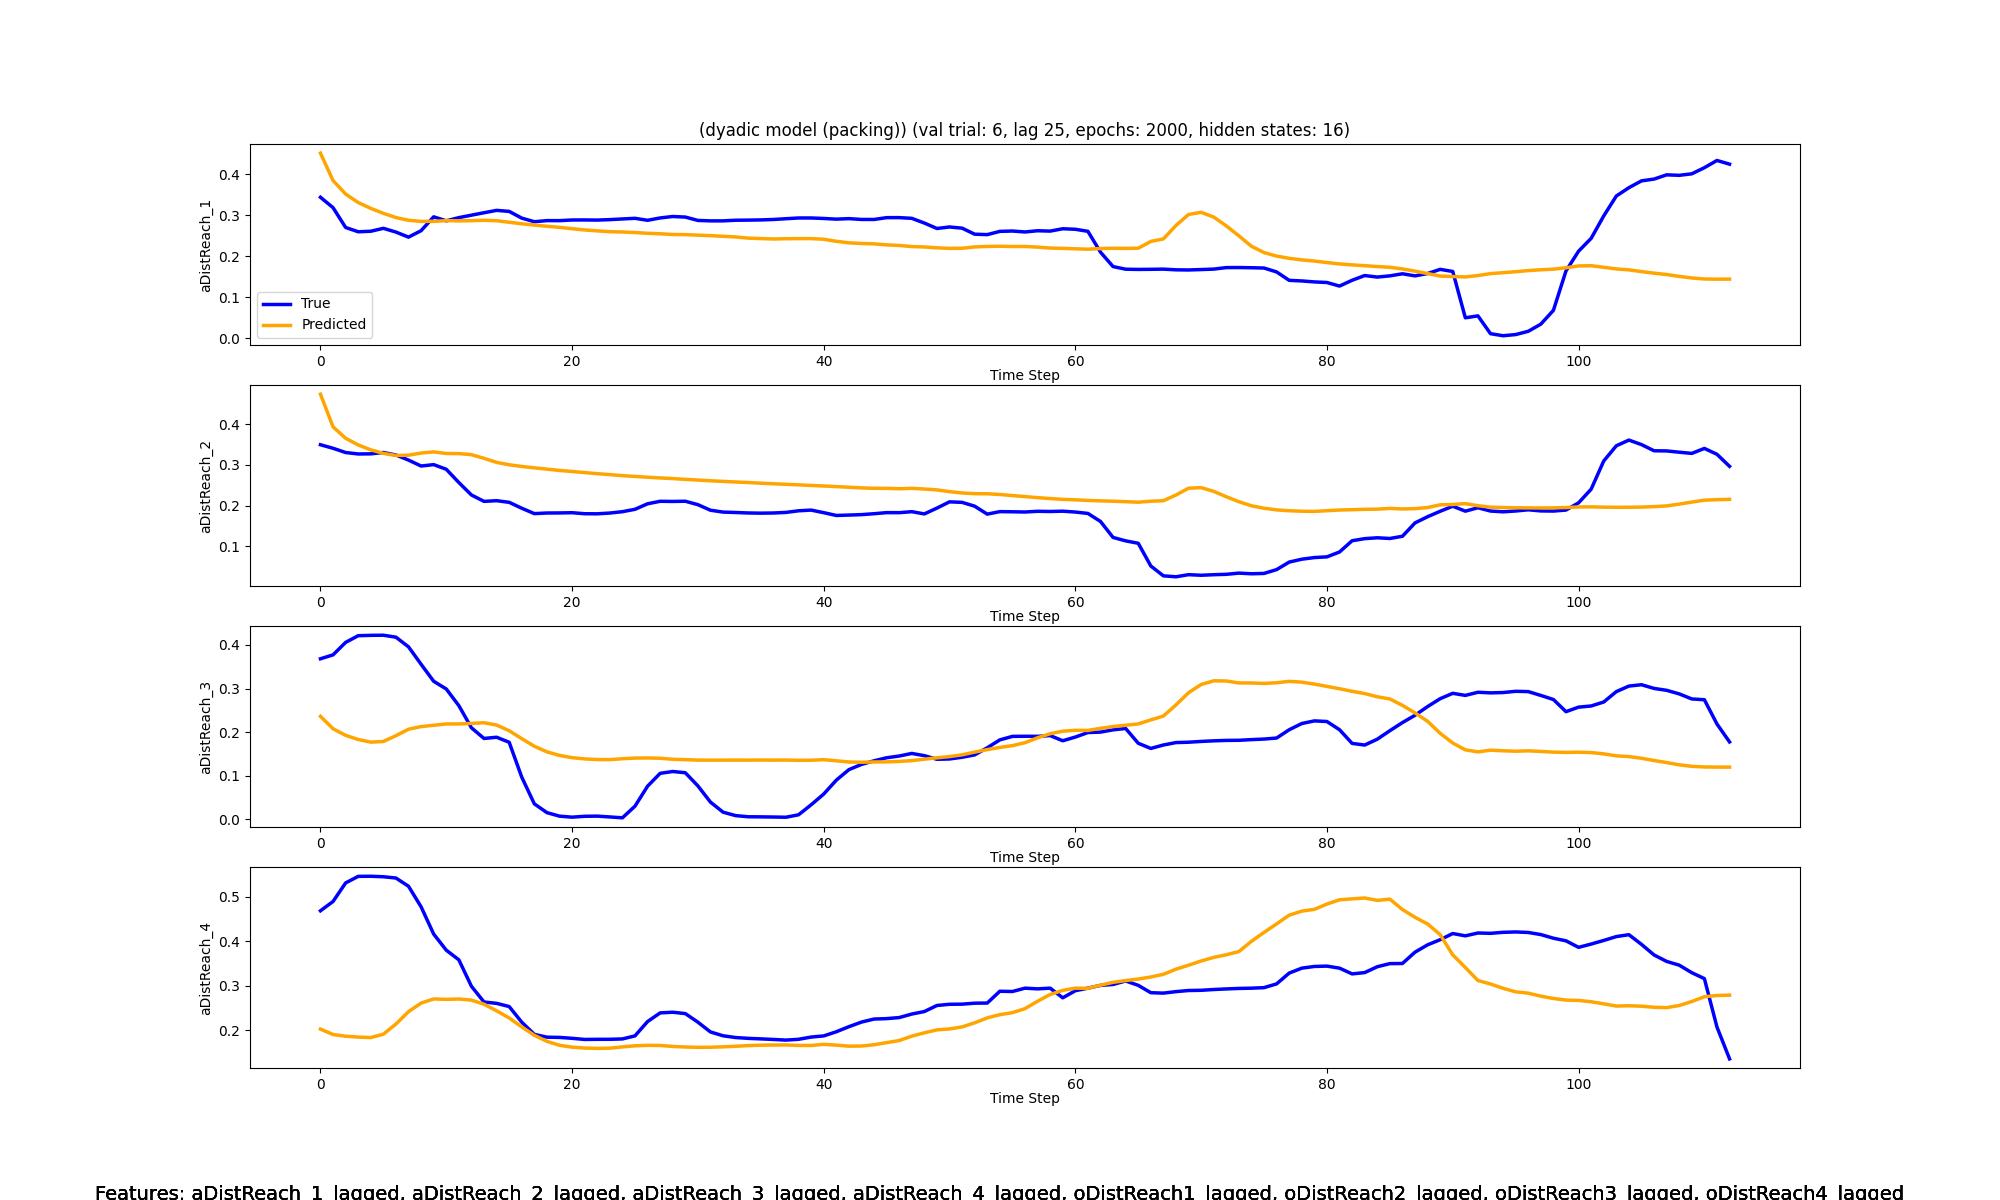 (dyadic model (packing)) (val trial: 6, lag 25, epochs: 2000, hidden states: 16)
aDistReach_1
0.4
0.3
0.2
0.1
0.0
True
Predicted
0 20 40 60 80 100
Time Step
aDistReach_2
0.4
0.3
0.2
0.1
0 20 40 60 80 100
Time Step
aDistReach_3
0.4
0.3
0.2
0.1
0.0
0 20 40 60 80 100
Time Step
aDistReach_4
0.5
0.4
0.3
0.2
0 20 40 60 80 100
Time Step
Features: aDistReach_1_lagged, aDistReach_2_lagged, aDistReach_3_lagged, aDistReach_4_lagged, oDistReach1_lagged, oDistReach2_lagged, oDistReach3_lagged, oDistReach4_lagged